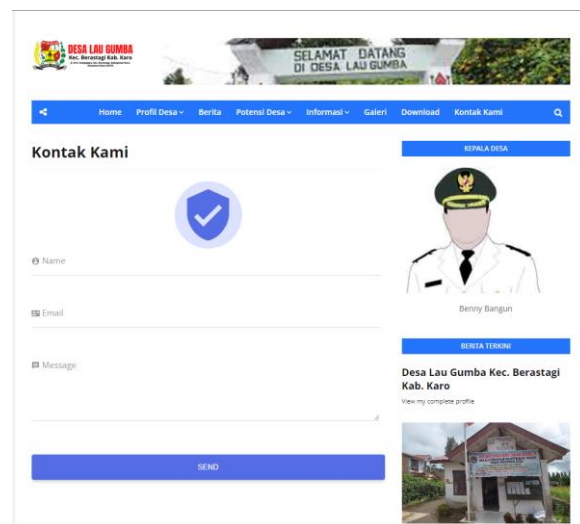 DESA LAU GUMBA
Kec. Berastagi Kab. Karo
SELAMAT DATANG
DI DESA LAU GUMBA
Home Profil Desa Berita Potensi Desa Informasi Galeri Download Kontak Kami
Kontak Kami
Name
Email
Message
SEND
KEPALA DESA
Benny Bangun
BERITA TERKINI
Desa Lau Gumba Kec. Berastagi
Kab. Karo
View my complete profile